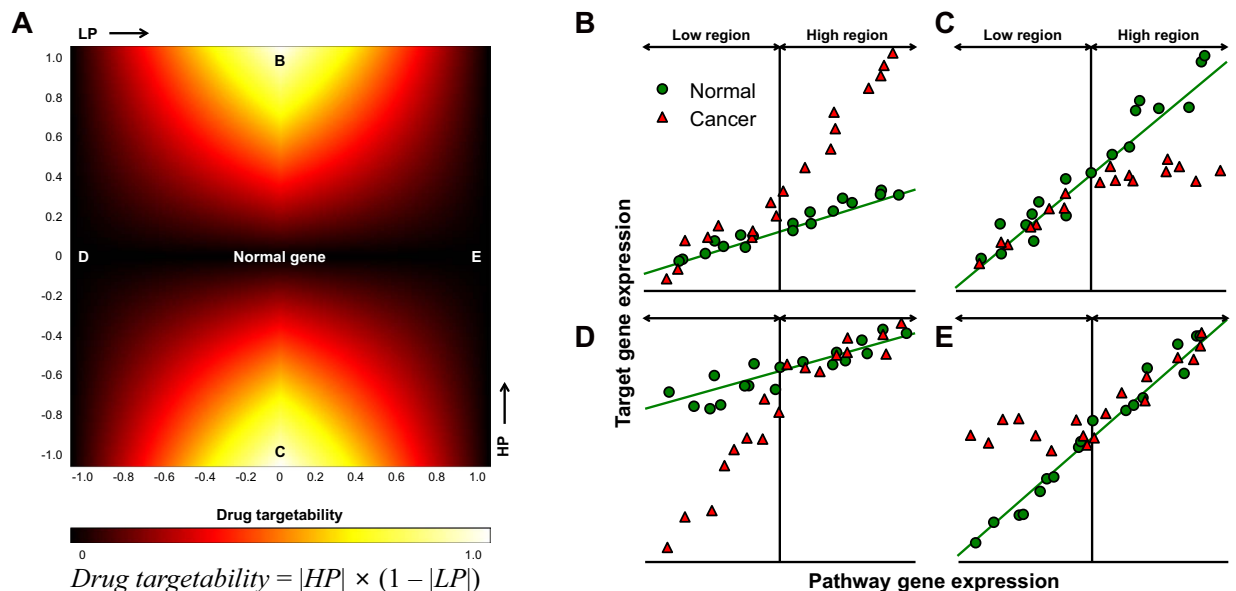 A
LP
1.0
0.8
0.6
0.4
0.2
0
-0.2
-0.4
-0.6
-0.8
-1.0
B
D
Normal gene
E
C
HP
-1.0 -0.8 -0.6 -0.4 -0.2 0 0.2 0.4 0.6 0.8 1.0
Drug targetability
0 1.0
Drug targetability = |HP| × (1 – |LP|)
B
Low region High region
Normal
Cancer
C
Low region High region
D
E
Target gene expression
Pathway gene expression